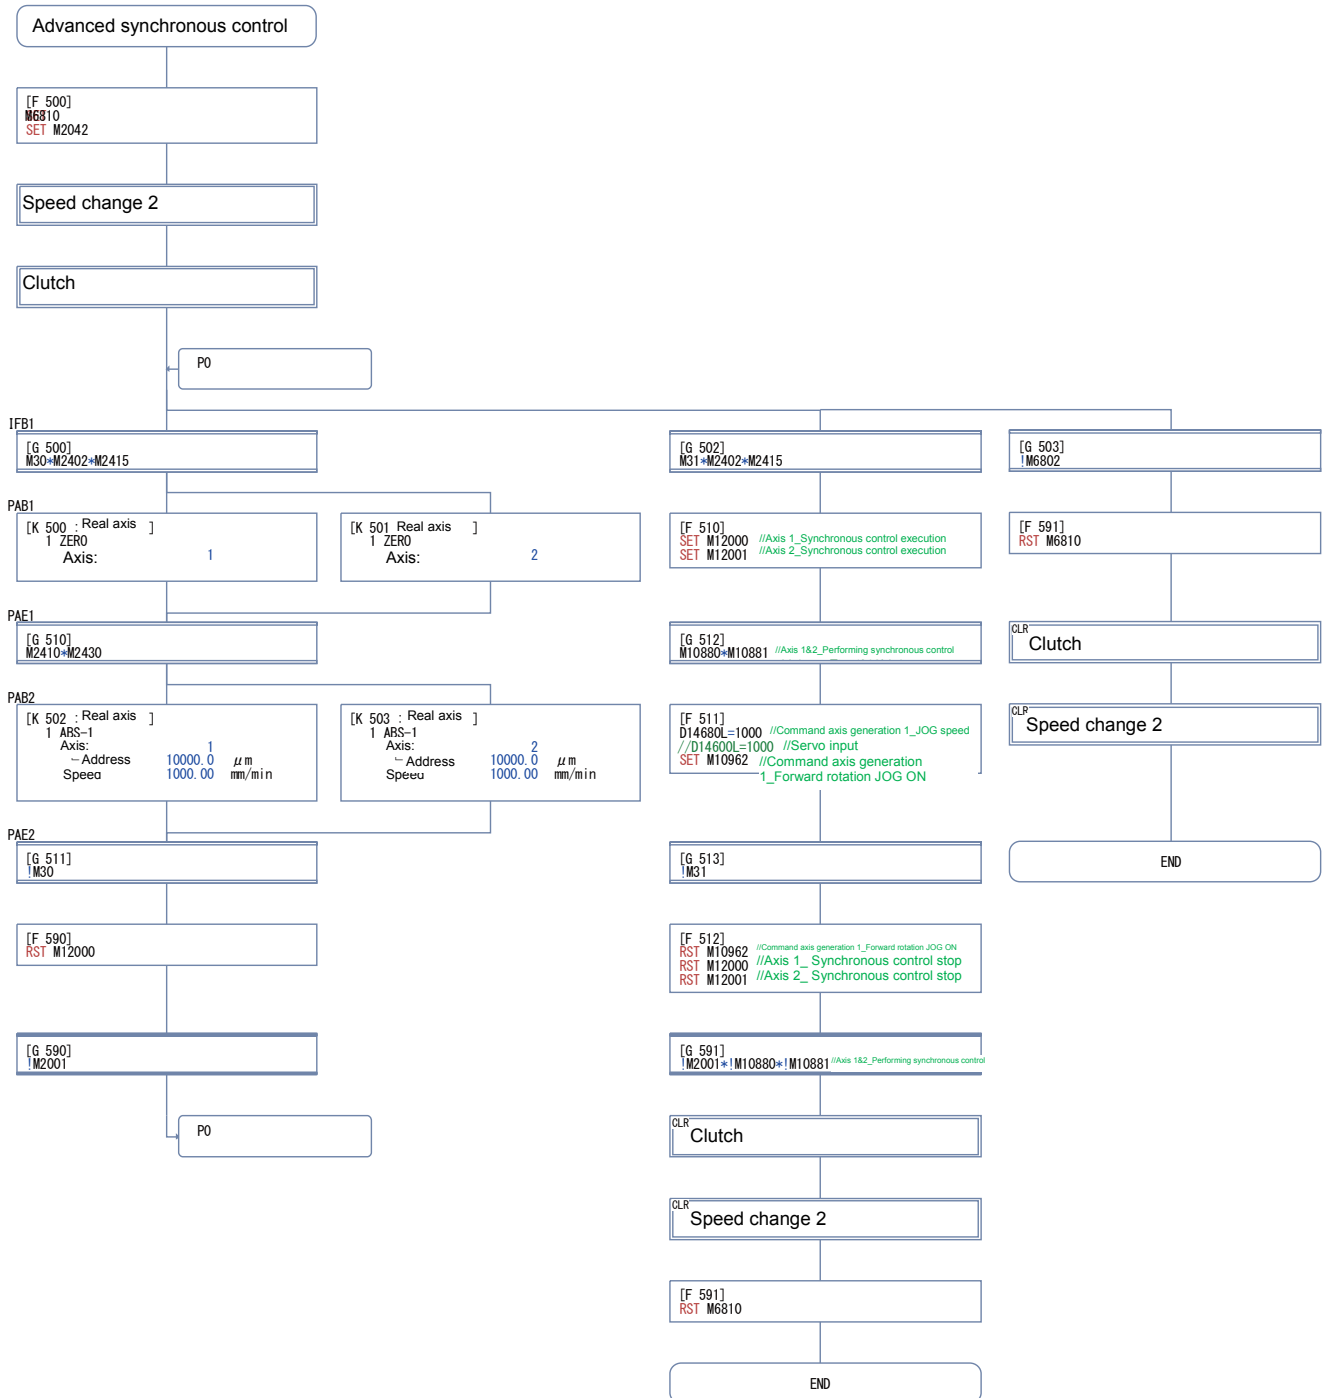 Advanced synchronous control
[F 500]
M6810
SET M2042
Speed change 2
Clutch
P0
IFB1
[G 500]
M30*M2402*M2415
PAB1
[K 500 : Real axis ]
1 ZERO
Axis: 1
[K 501 Real axis ]
1 ZERO
Axis: 2
PAE1
[G 510]
M2410*M2430
PAB2
[K 502 : Real axis ]
1 ABS-1
Axis: 1
Address 10000.0 μm
Speed 1000.00 mm/min
[K 503 : Real axis ]
1 ABS-1
Axis: 2
Address 10000.0 μm
Speed 1000.00 mm/min
PAE2
[G 511]
!M30
[F 590]
RST M12000
[G 590]
!M2001
P0
[G 502]
M31*M2402*M2415
[F 510]
SET M12000 //Axis 1_Synchronous control execution
SET M12001 //Axis 2_Synchronous control execution
[G 512]
M10880*M10881 //Axis 1&2_Performing synchronous control
[F 511]
D14680L=1000 //Command axis generation 1_JOG speed
//D14600L=1000 //Servo input
SET M10962 //Command axis generation
1_Forward rotation JOG ON
[G 513]
!M31
[F 512]
RST M10962 //Command axis generation 1_Forward rotation JOG ON
RST M12000 //Axis 1_ Synchronous control stop
RST M12001 //Axis 2_ Synchronous control stop
[G 591]
!M2001*!M10880*!M10881 //Axis 1&2_Performing synchronous control
CLR
Clutch
CLR
Speed change 2
[F 591]
RST M6810
END
[G 503]
!M6802
[F 591]
RST M6810
CLR
Clutch
CLR
Speed change 2
END